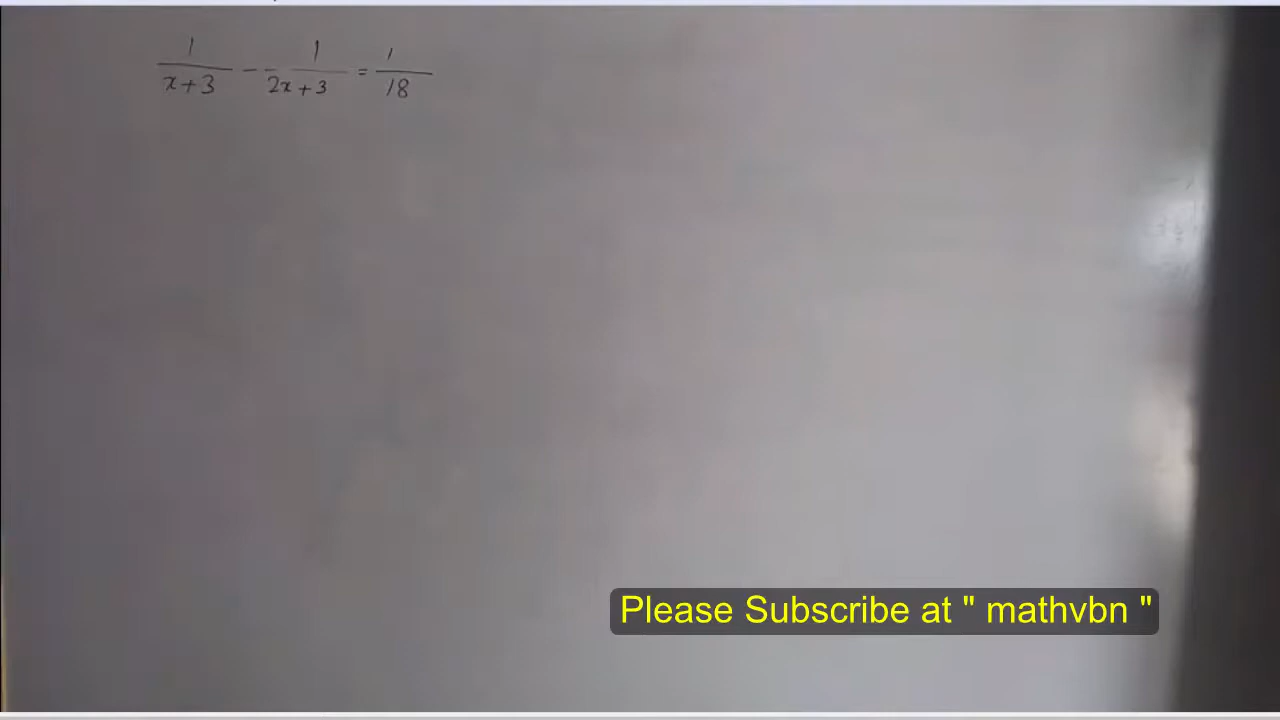 1/(x+3) - 1/(2x+3) = 1/18
Please Subscribe at " mathvbn "